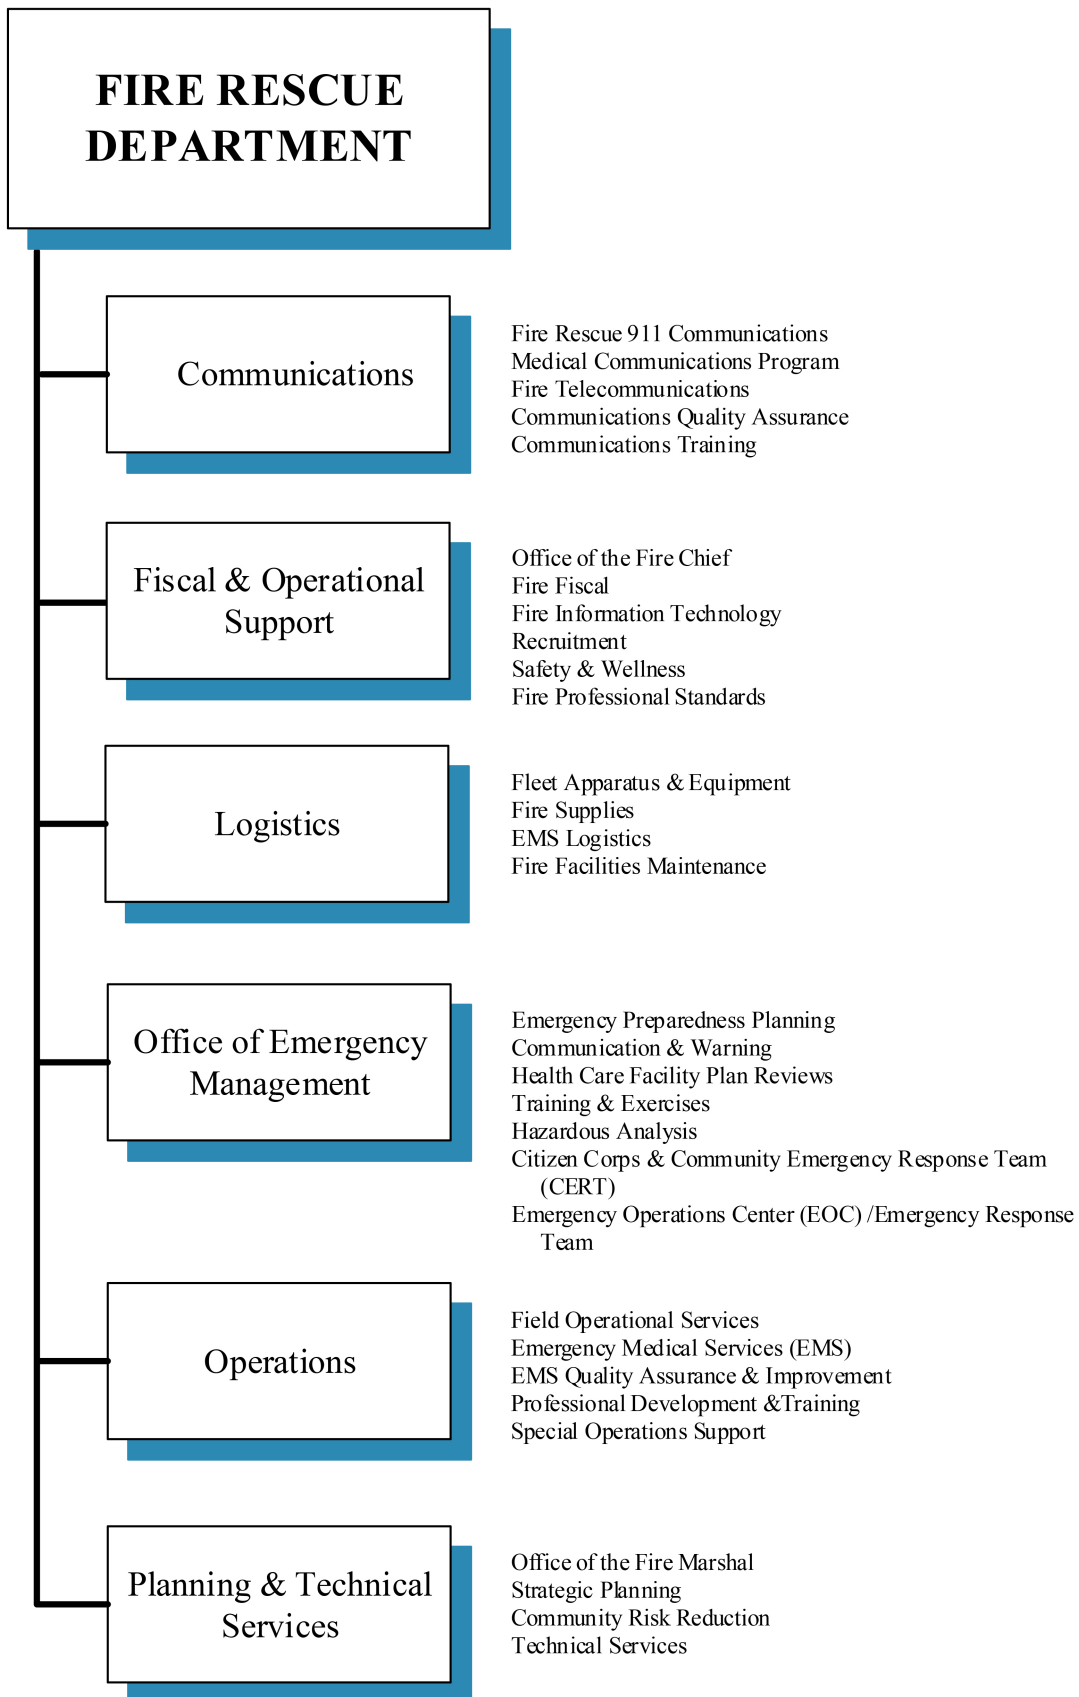 FIRE RESCUE
DEPARTMENT
Communications
Fire Rescue 911 Communications
Medical Communications Program
Fire Telecommunications
Communications Quality Assurance
Communications Training
Fiscal & Operational
Support
Office of the Fire Chief
Fire Fiscal
Fire Information Technology
Recruitment
Safety & Wellness
Fire Professional Standards
Logistics
Fleet Apparatus & Equipment
Fire Supplies
EMS Logistics
Fire Facilities Maintenance
Office of Emergency
Management
Emergency Preparedness Planning
Communication & Warning
Health Care Facility Plan Reviews
Training & Exercises
Hazardous Analysis
Citizen Corps & Community Emergency Response Team
(CERT)
Emergency Operations Center (EOC) /Emergency Response
Team
Operations
Field Operational Services
Emergency Medical Services (EMS)
EMS Quality Assurance & Improvement
Professional Development &Training
Special Operations Support
Planning & Technical
Services
Office of the Fire Marshal
Strategic Planning
Community Risk Reduction
Technical Services